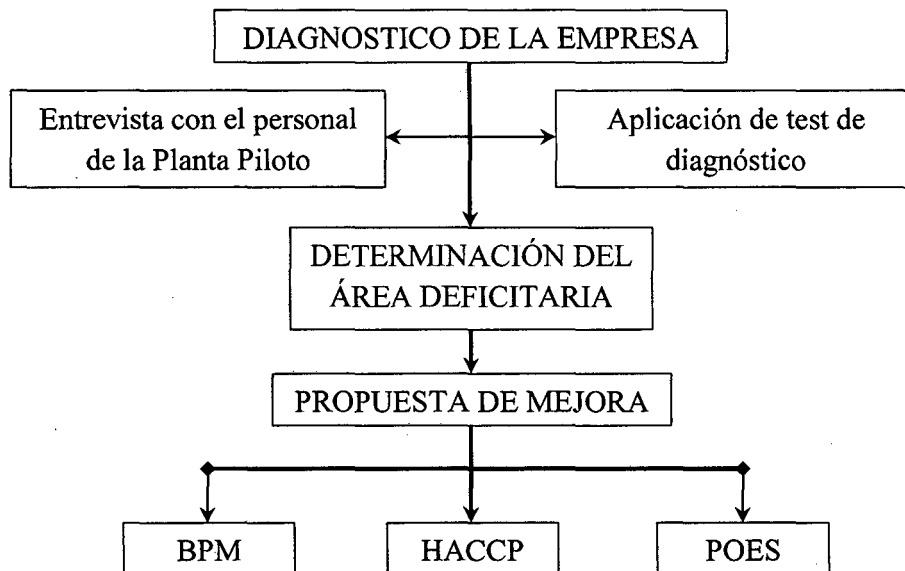 DIAGNOSTICO DE LA EMPRESA
Entrevista con el personal
de la Planta Piloto
Aplicación de test de
diagnóstico
DETERMINACIÓN DEL
ÁREA DEFICITARIA
PROPUESTA DE MEJORA
BPM
HACCP
POES